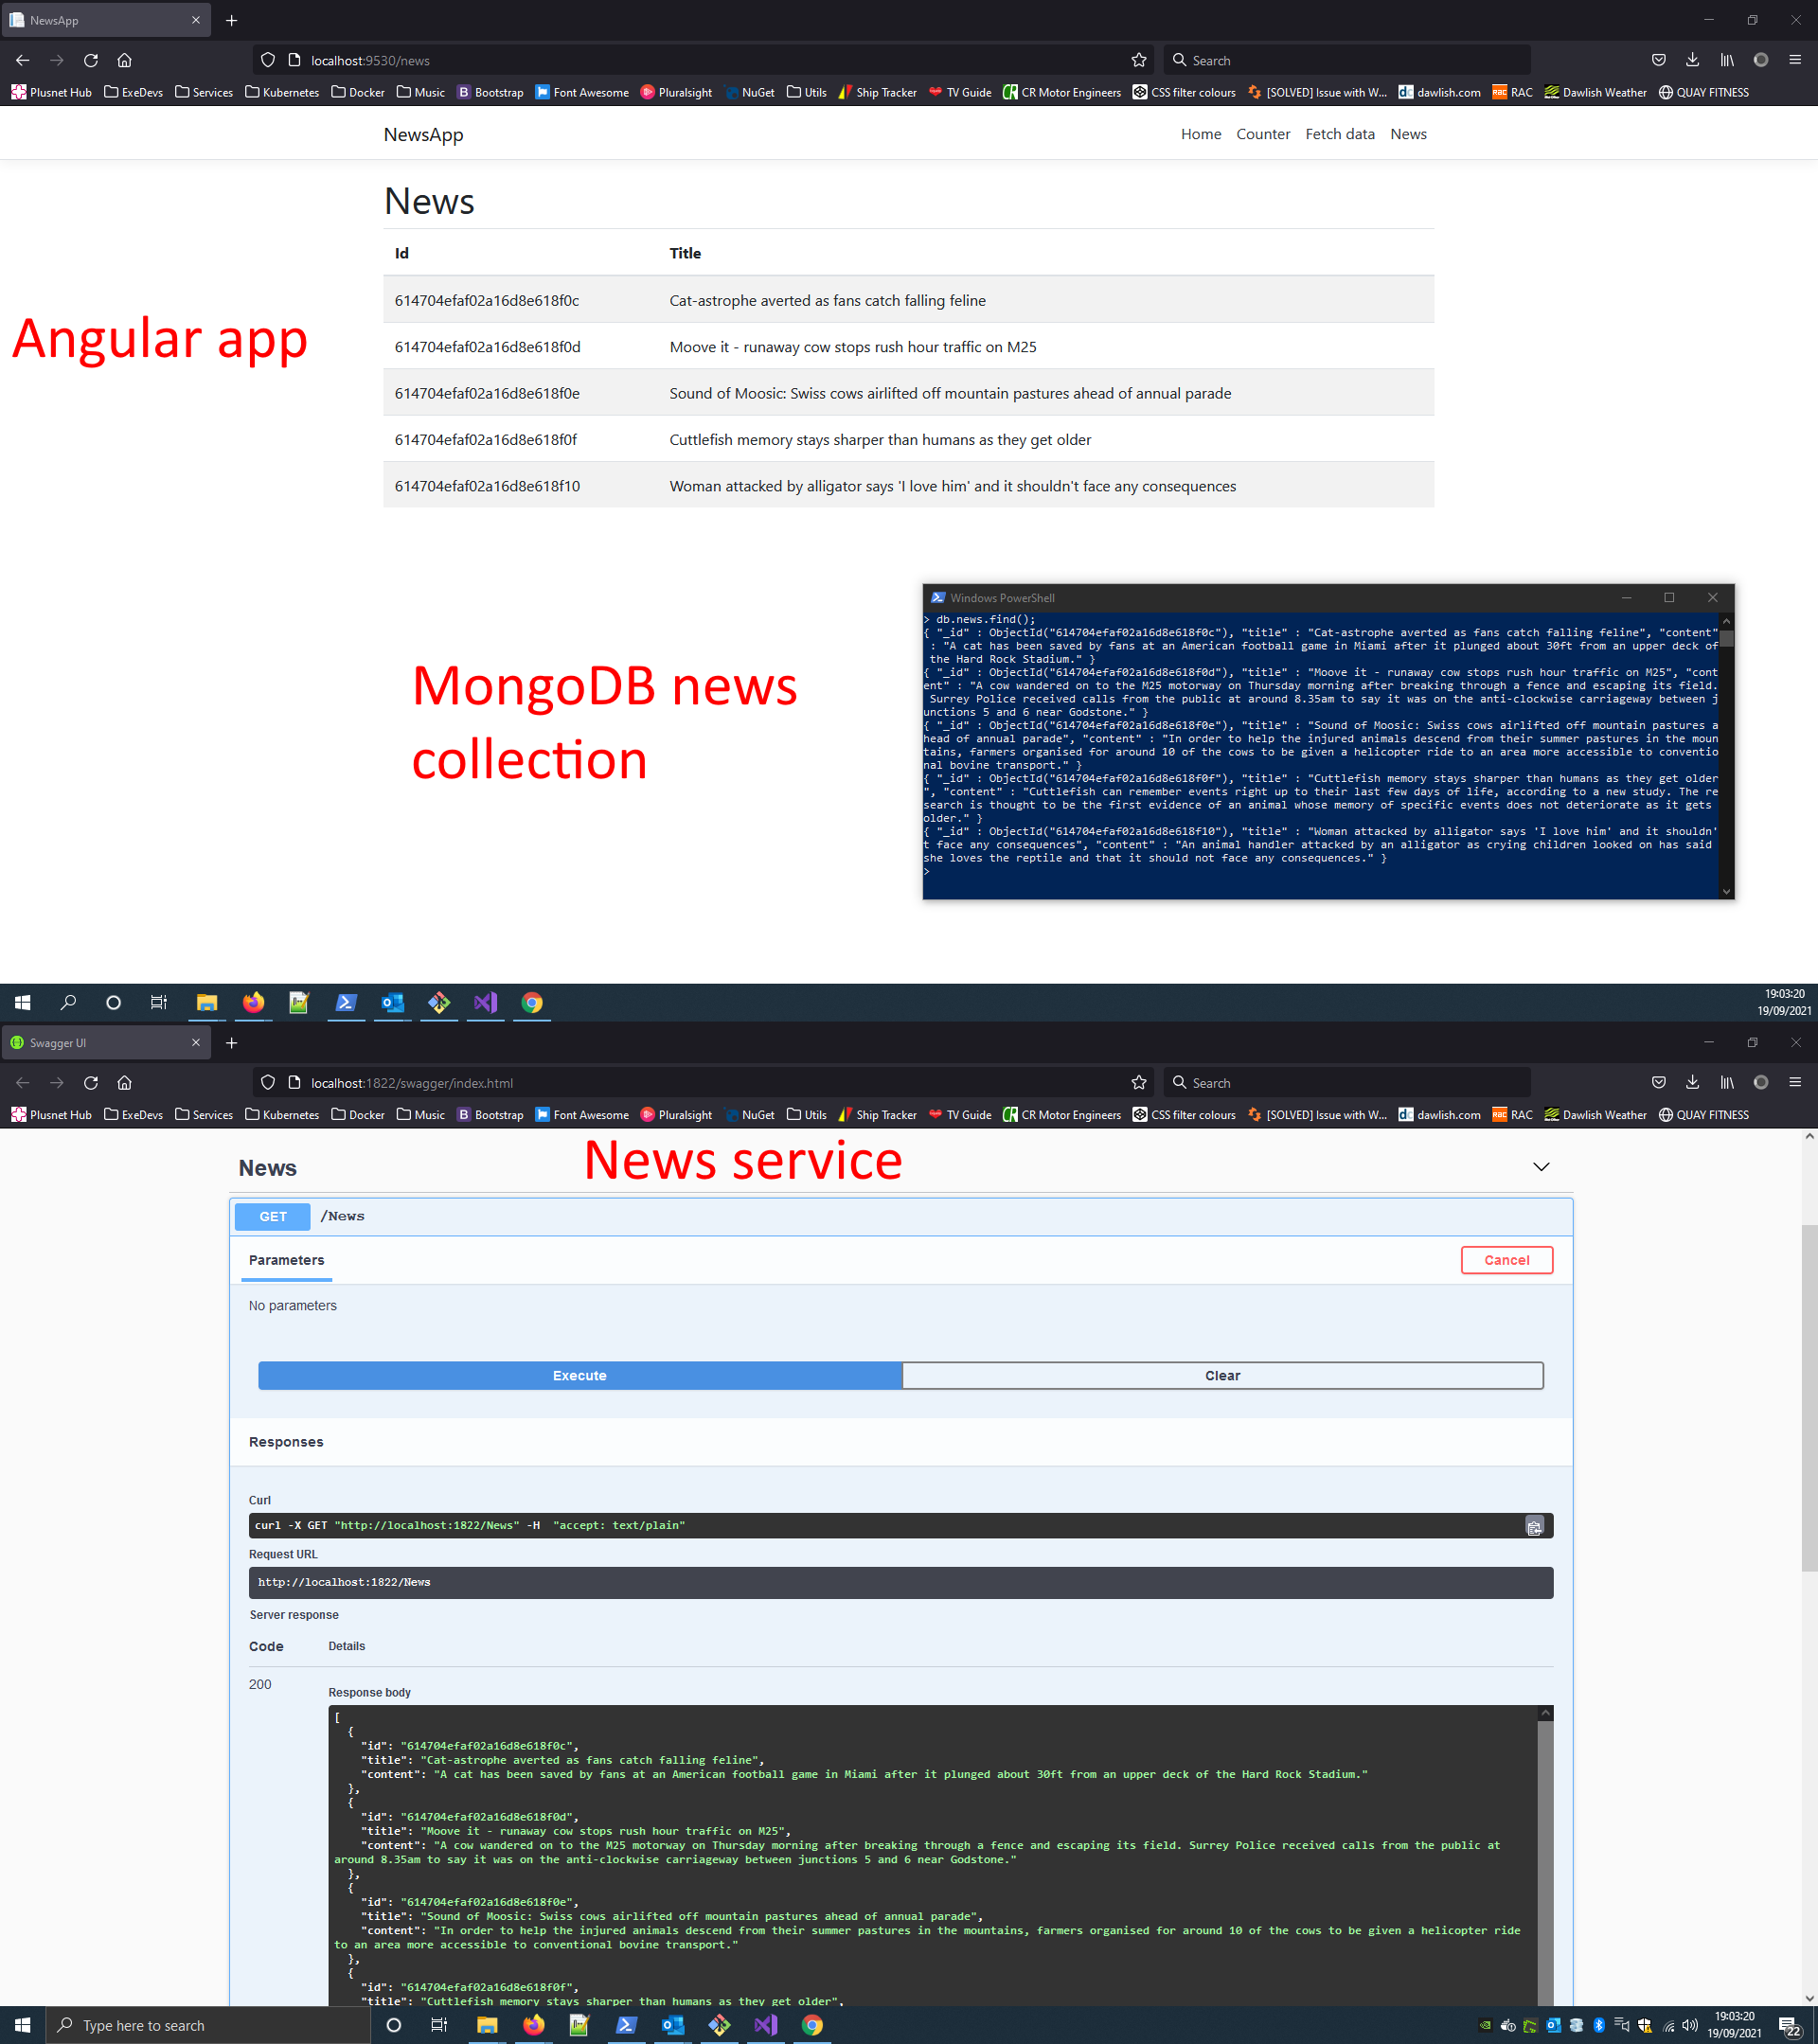 NewsApp
localhost:9530/news
Search
Plusnet Hub ExeDevs Services Kubernetes Docker Music Bootstrap Font Awesome Pluralsight NuGet Utils Ship Tracker TV Guide CR Motor Engineers CSS filter colours [SOLVED] Issue with W... dawlish.com RAC Dawlish Weather QUAY FITNESS
NewsApp
Home Counter Fetch data News
News
Id Title
614704efaf02a16d8e618f0c Cat-astrophe averted as fans catch falling feline
614704efaf02a16d8e618f0d Moove it - runaway cow stops rush hour traffic on M25
614704efaf02a16d8e618f0e Sound of Moosic: Swiss cows airlifted off mountain pastures ahead of annual parade
614704efaf02a16d8e618f0f Cuttlefish memory stays sharper than humans as they get older
614704efaf02a16d8e618f10 Woman attacked by alligator says 'I love him' and it shouldn't face any consequences
Angular app
MongoDB news
collection
Windows PowerShell
> db.news.find();
{ "_id" : ObjectId("614704efaf02a16d8e618f0c"), "title" : "Cat-astrophe averted as fans catch falling feline", "content"
: "A cat has been saved by fans at an American football game in Miami after it plunged about 30ft from an upper deck of
the Hard Rock Stadium." }
{ "_id" : ObjectId("614704efaf02a16d8e618f0d"), "title" : "Moove it - runaway cow stops rush hour traffic on M25", "cont
ent" : "A cow wandered on to the M25 motorway on Thursday morning after breaking through a fence and escaping its field.
Surrey Police received calls from the public at around 8.35am to say it was on the anti-clockwise carriageway between j
unctions 5 and 6 near Godstone." }
{ "_id" : ObjectId("614704efaf02a16d8e618f0e"), "title" : "Sound of Moosic: Swiss cows airlifted off mountain pastures a
head of annual parade", "content" : "In order to help the injured animals descend from their summer pastures in the moun
tains, farmers organised for around 10 of the cows to be given a helicopter ride to an area more accessible to conventio
nal bovine transport." }
{ "_id" : ObjectId("614704efaf02a16d8e618f0f"), "title" : "Cuttlefish memory stays sharper than humans as they get older
", "content" : "Cuttlefish can remember events right up to their last few days of life, according to a new study. The re
search is thought to be the first evidence of an animal whose memory of specific events does not deteriorate as it gets
older." }
{ "_id" : ObjectId("614704efaf02a16d8e618f10"), "title" : "Woman attacked by alligator says 'I love him' and it shouldn'
t face any consequences", "content" : "An animal handler attacked by an alligator as crying children looked on has said
she loves the reptile and that it should not face any consequences." }
>
19:03:20
19/09/2021
Swagger UI
localhost:1822/swagger/index.html
Search
Plusnet Hub ExeDevs Services Kubernetes Docker Music Bootstrap Font Awesome Pluralsight NuGet Utils Ship Tracker TV Guide CR Motor Engineers CSS filter colours [SOLVED] Issue with W... dawlish.com RAC Dawlish Weather QUAY FITNESS
News
News service
GET /News
Parameters
Cancel
No parameters
Execute
Clear
Responses
Curl
curl -X GET "http://localhost:1822/News" -H "accept: text/plain"
Request URL
http://localhost:1822/News
Server response
Code Details
200
Response body
[
{
"id": "614704efaf02a16d8e618f0c",
"title": "Cat-astrophe averted as fans catch falling feline",
"content": "A cat has been saved by fans at an American football game in Miami after it plunged about 30ft from an upper deck of the Hard Rock Stadium."
},
{
"id": "614704efaf02a16d8e618f0d",
"title": "Moove it - runaway cow stops rush hour traffic on M25",
"content": "A cow wandered on to the M25 motorway on Thursday morning after breaking through a fence and escaping its field. Surrey Police received calls from the public at
around 8.35am to say it was on the anti-clockwise carriageway between junctions 5 and 6 near Godstone."
},
{
"id": "614704efaf02a16d8e618f0e",
"title": "Sound of Moosic: Swiss cows airlifted off mountain pastures ahead of annual parade",
"content": "In order to help the injured animals descend from their summer pastures in the mountains, farmers organised for around 10 of the cows to be given a helicopter ride
to an area more accessible to conventional bovine transport."
},
{
"id": "614704efaf02a16d8e618f0f",
"title": "Cuttlefish memory stays sharper than humans as they get older",
Type here to search
19:03:20
19/09/2021
22